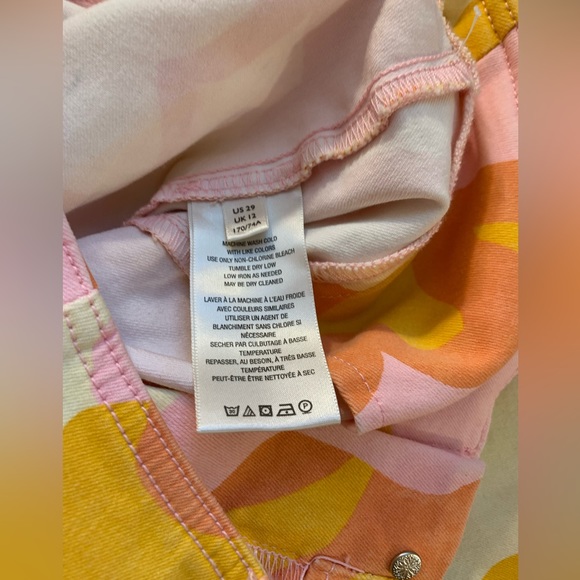 US 29
UK 12
170/74A
MACHINE WASH COLD
WITH LIKE COLORS
USE ONLY NON-CHLORINE BLEACH
TUMBLE DRY LOW
LOW IRON AS NEEDED
MAY BE DRY CLEANED
LAVER À LA MACHINE À L'EAU FROIDE
AVEC COULEURS SIMILAIRES
UTILISER UN AGENT DE
BLANCHIMENT SANS CHLORE SI
NÉCESSAIRE
SECHER PAR CULBUTAGE À BASSE
TEMPERATURE
REPASSER, AU BESOIN, À TRÈS BASSE
TEMPÉRATURE
PEUT-ÊTRE ÊTRE NETTOYÉE À SEC
P